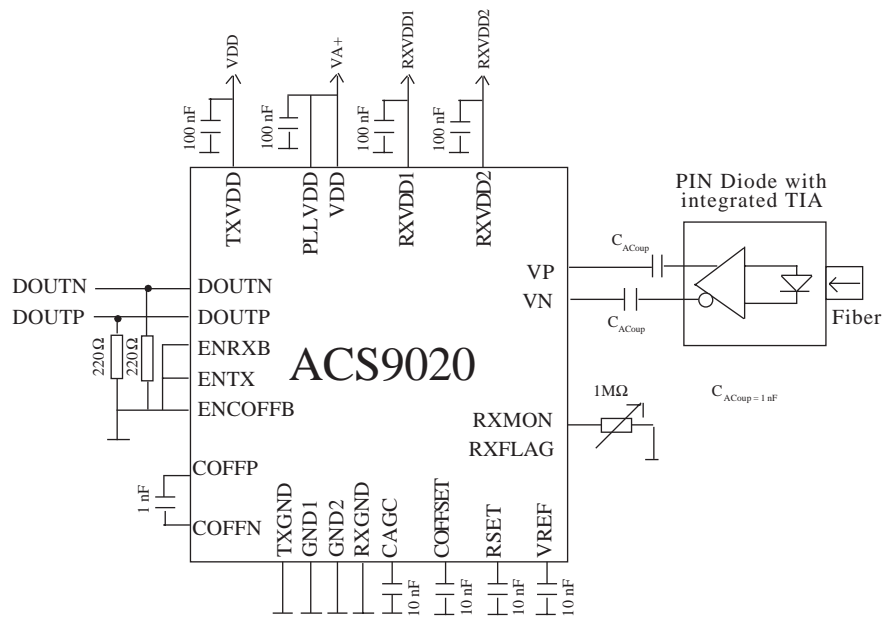 VDD
VA+
RXVDD1
RXVDD2
100 nF
100 nF
100 nF
100 nF
TXVDD
PLLVDD
VDD
RXVDD1
RXVDD2
PIN Diode with
integrated TIA
C ACoup
VP
VN
C ACoup
Fiber
DOUTN
DOUTP
DOUTN
DOUTP
ENRXB
ENTX
ENCOFFB
220Ω
220Ω
ACS9020
1MΩ
C ACoup = 1 nF
RXMON
RXFLAG
COFFP
COFFN
1 nF
TXGND
GND1
GND2
RXGND
CAGC
COFFSET
RSET
VREF
10 nF
10 nF
10 nF
10 nF